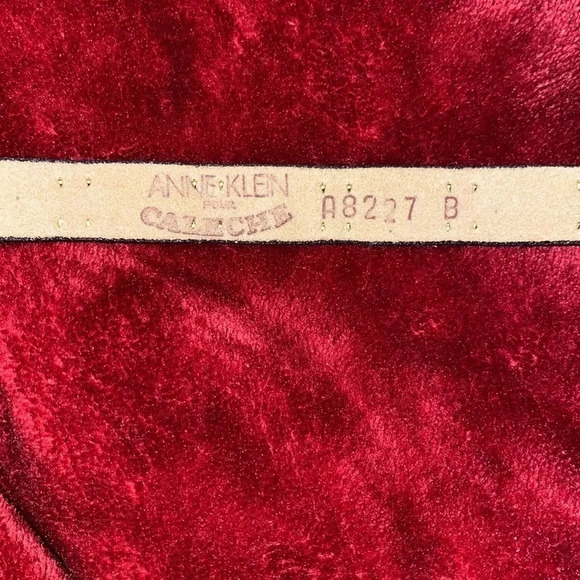 ANNE KLEIN
POUR
CALECHE
A8227 B